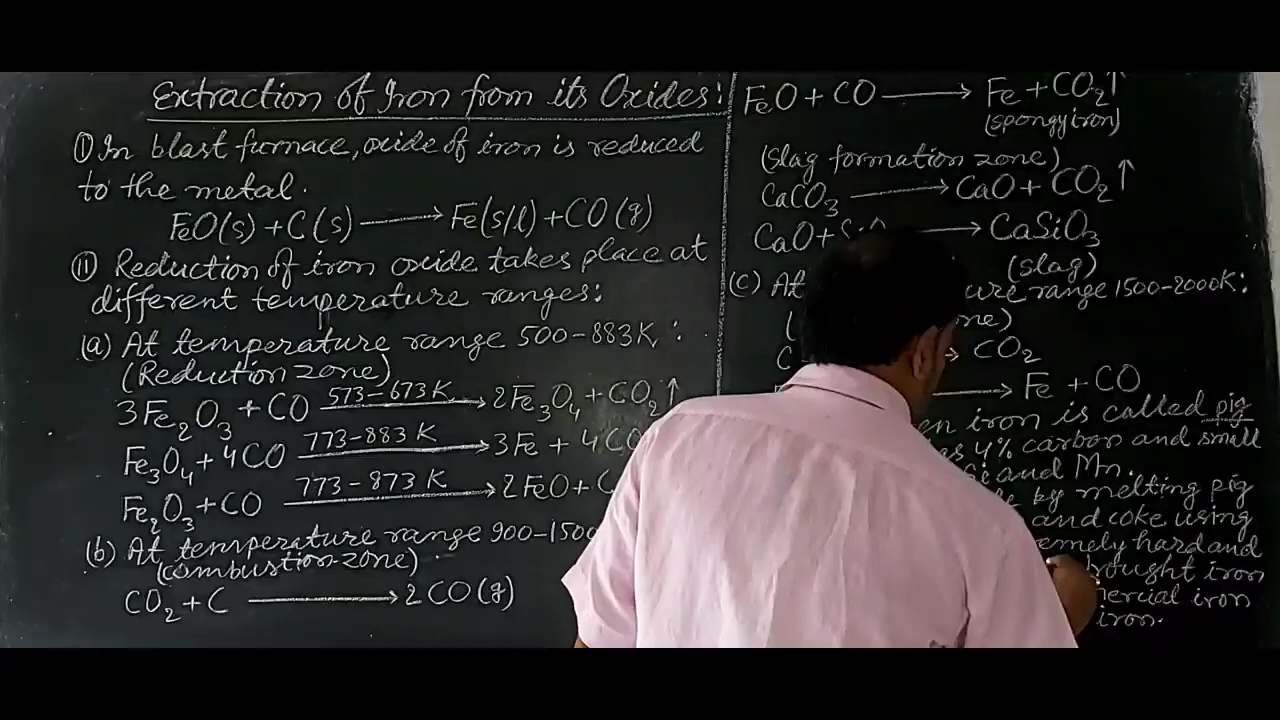 Extraction of Iron from its Oxides:
① In blast furnace, oxide of iron is reduced
to the metal.
FeO(s) + C(s) ⟶ Fe(s/l) + CO(g)
② Reduction of iron oxide takes place at
different temperature ranges:
(a) At temperature range 500-883K :
(Reduction zone)
3Fe₂O₃ + CO 573-673K ⟶ 2Fe₃O₄ + CO₂↑
Fe₃O₄ + 4CO 773-883 K ⟶ 3Fe + 4CO
Fe₂O₃ + CO 773-873 K ⟶ 2FeO + C
(b) At temperature range 900-1500
(combustion-zone)
CO₂ + C ⟶ 2CO(g)
FeO + CO ⟶ Fe + CO₂↑
(spongy iron)
(Slag formation zone)
CaCO₃ ⟶ CaO + CO₂↑
CaO + ⟶ CaSiO₃
(slag)
(c) At range 1500-2000K:
C → CO₂
⟶ Fe + CO
iron is called pig
4% carbon and small
and Mn.
by melting pig
and coke using
hard and
iron
iron
iron.